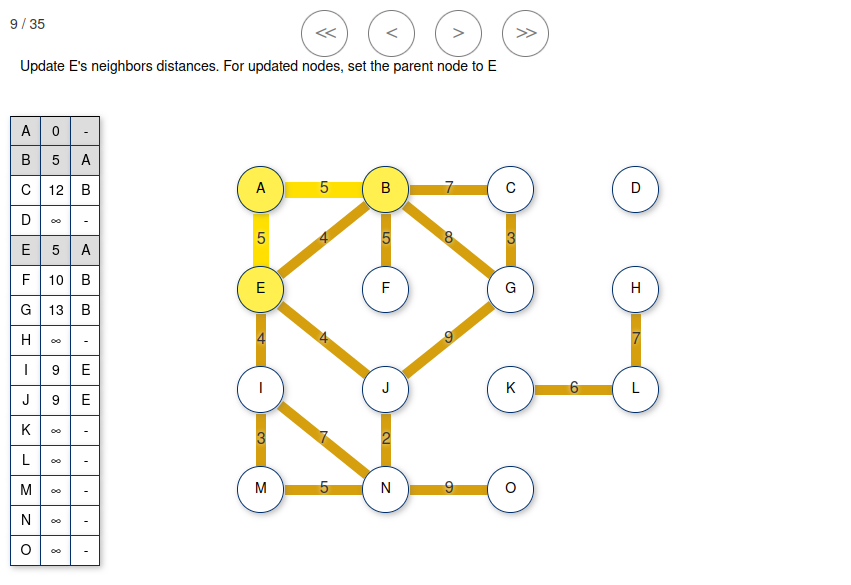 9 / 35
<< < > >>
Update E's neighbors distances. For updated nodes, set the parent node to E
A 0 -
B 5 A
C 12 B
D ∞ -
E 5 A
F 10 B
G 13 B
H ∞ -
I 9 E
J 9 E
K ∞ -
L ∞ -
M ∞ -
N ∞ -
O ∞ -
A 5 B 7 C D
5 4 5 8 3
E F G H
4 4 9 7
I J K 6 L
3 7 2
M 5 N 9 O